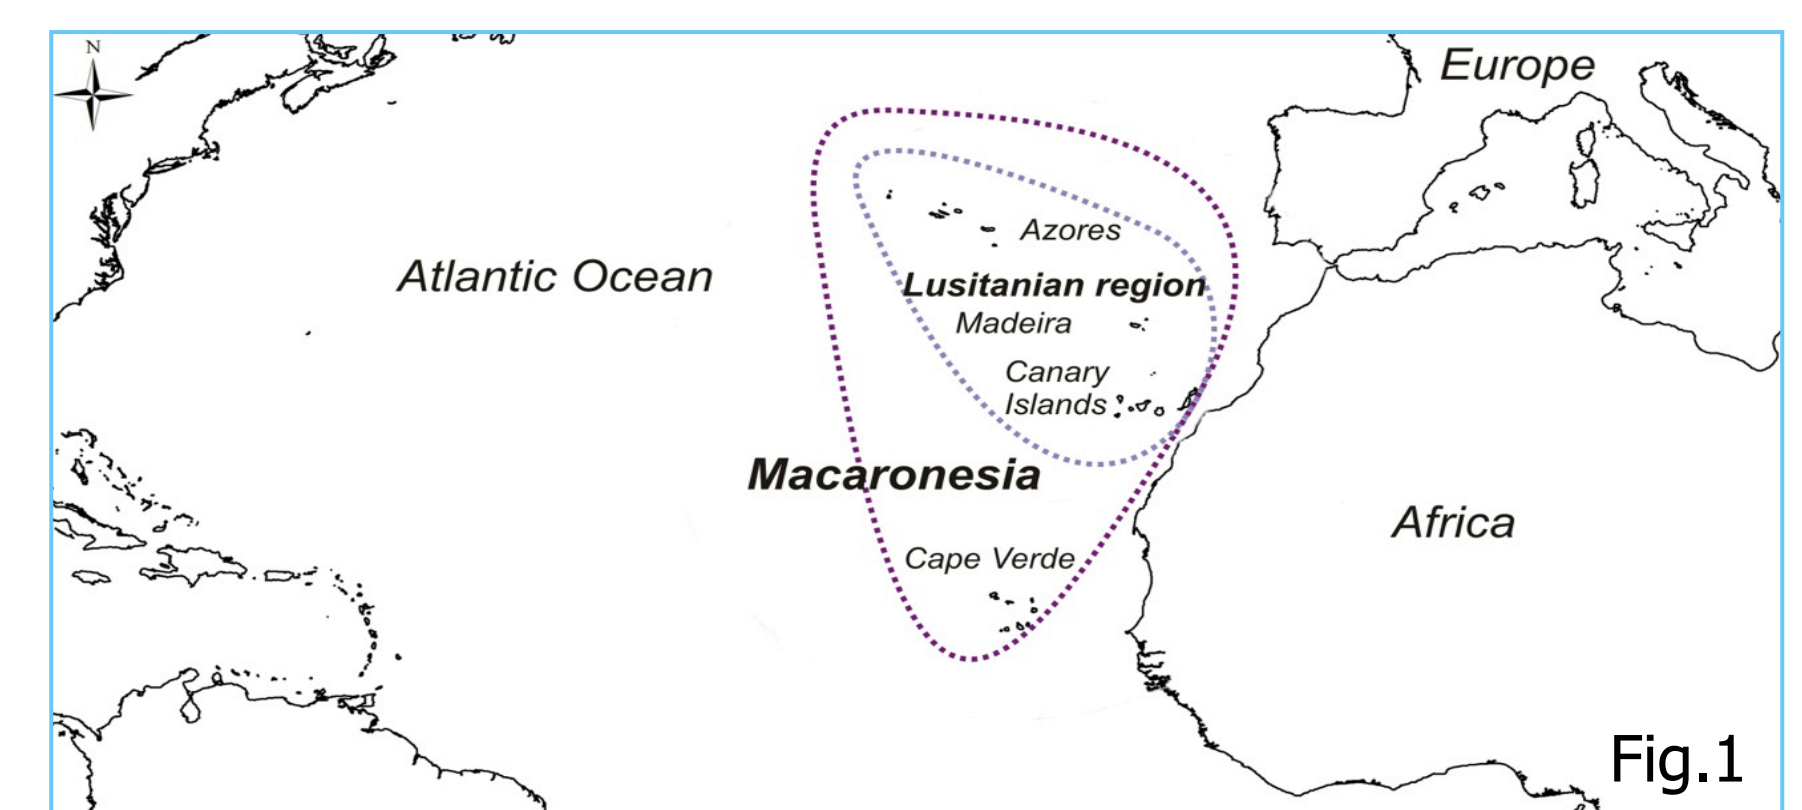 N
Europe
Azores
Atlantic Ocean
Lusitanian region
Madeira
Canary
Islands
Macaronesia
Africa
Cape Verde
Fig.1